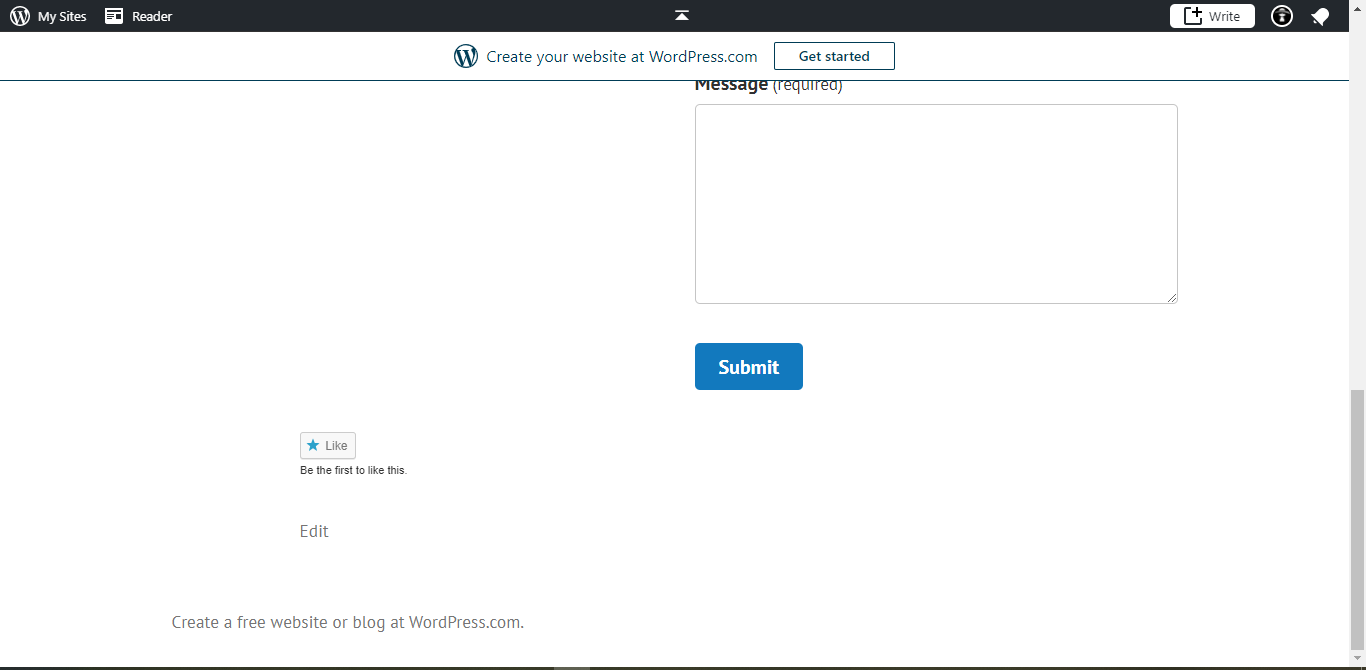 My Sites Reader Write
Create your website at WordPress.com Get started
Message (required)
Submit
Like
Be the first to like this.
Edit
Create a free website or blog at WordPress.com.